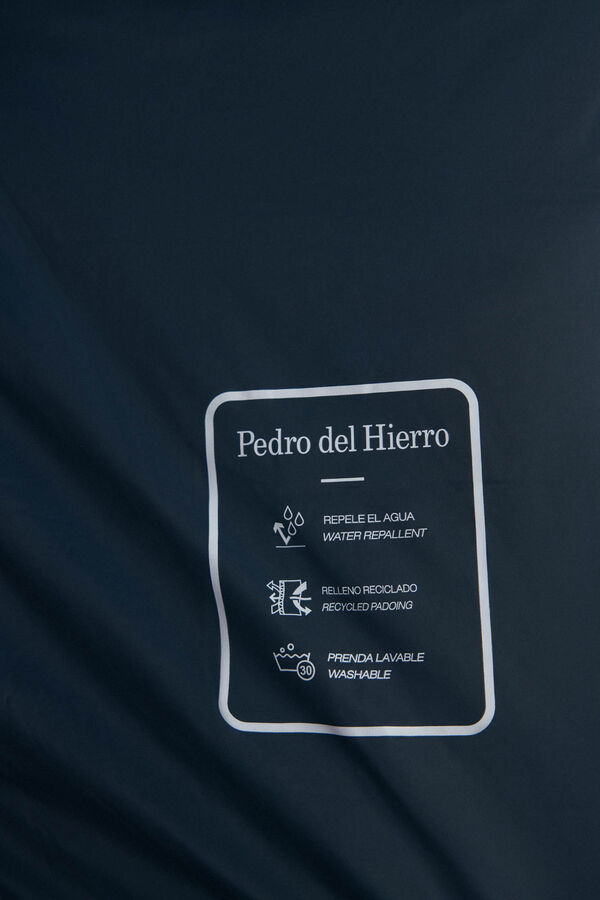 Pedro del Hierro
REPELE EL AGUA
WATER REPALLENT
RELLENO RECICLADO
RECYCLED PADOING
30
PRENDA LAVABLE
WASHABLE